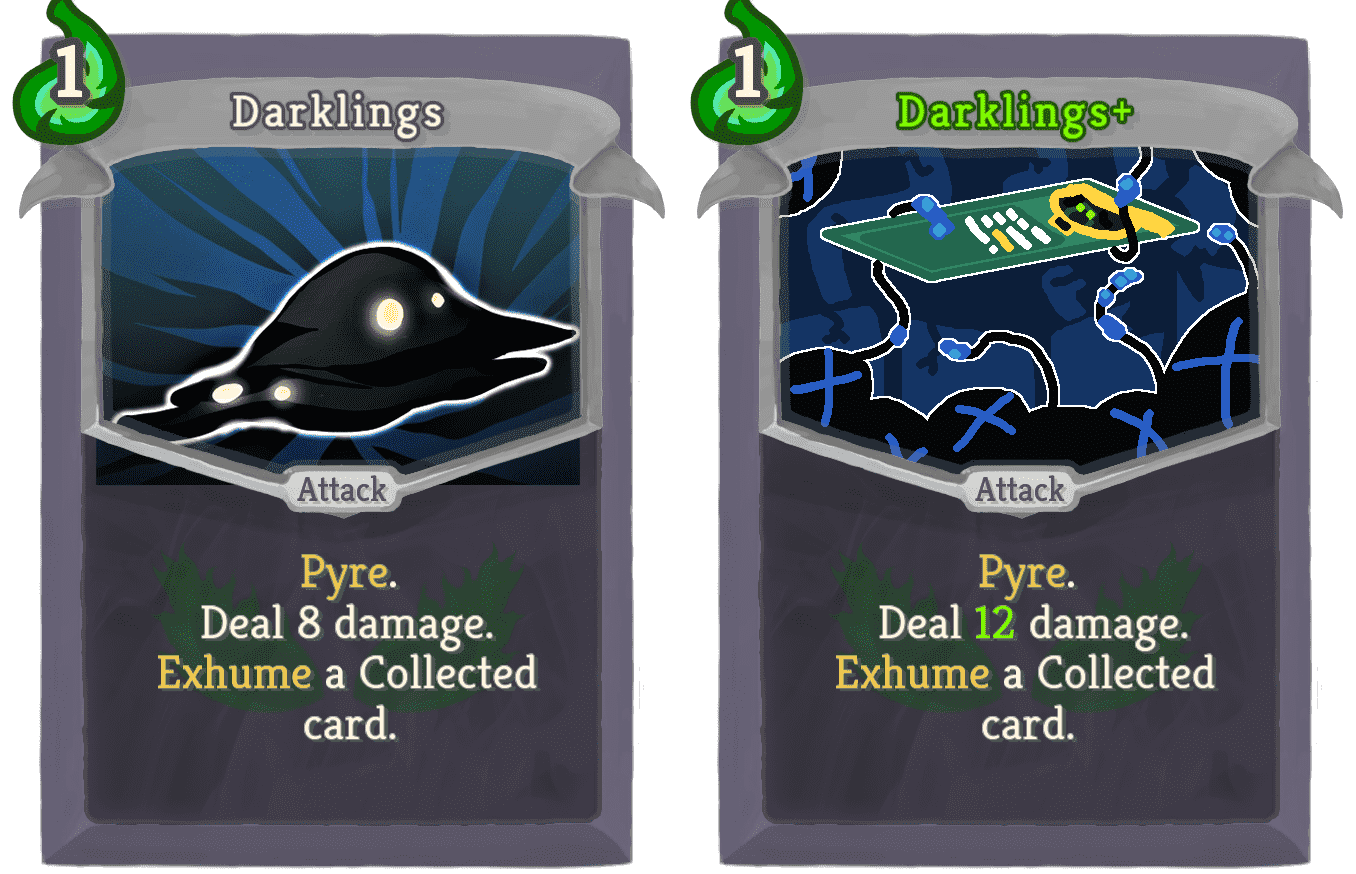 1
Darklings
Attack
Pyre.
Deal 8 damage.
Exhume a Collected
card.
1
Darklings+
Attack
Pyre.
Deal 12 damage.
Exhume a Collected
card.